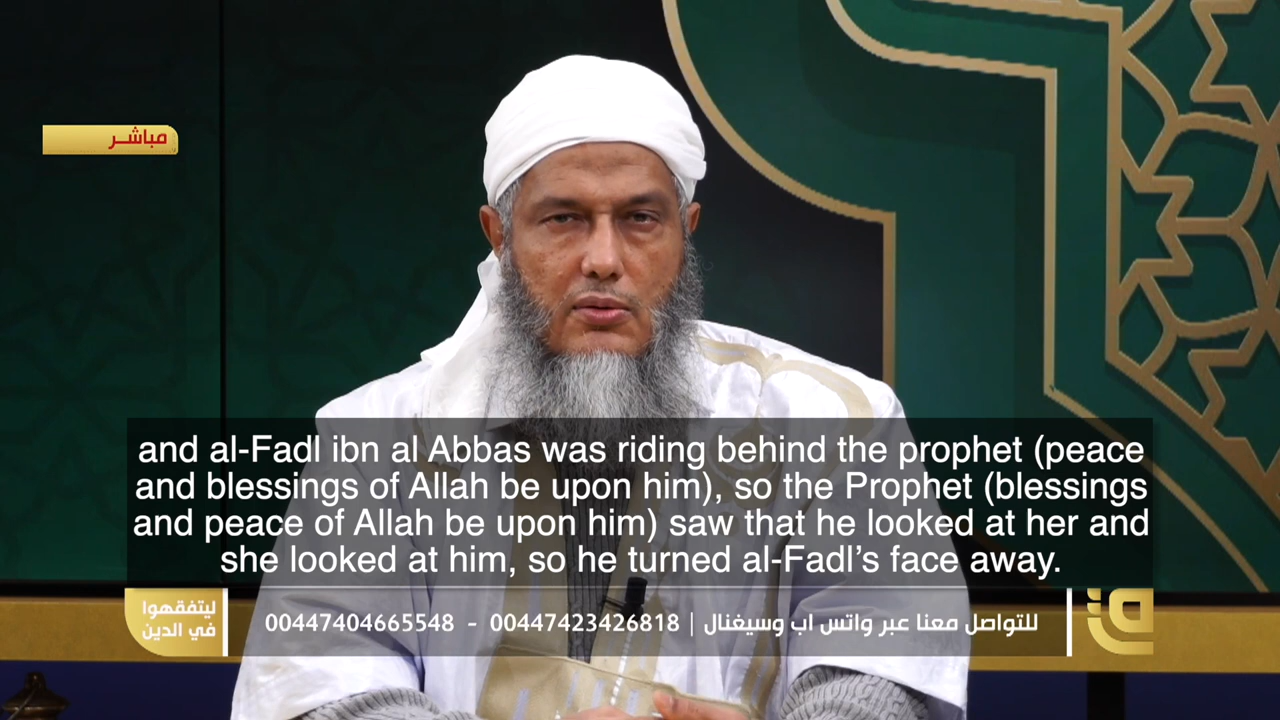 مباشر
and al-Fadl ibn al Abbas was riding behind the prophet (peace
and blessings of Allah be upon him), so the Prophet (blessings
and peace of Allah be upon him) saw that he looked at her and
she looked at him, so he turned al-Fadl’s face away.
ليتفقهوا
في الدين
للتواصل معنا عبر واتس اب وسيغنال | 00447423426818 - 00447404665548